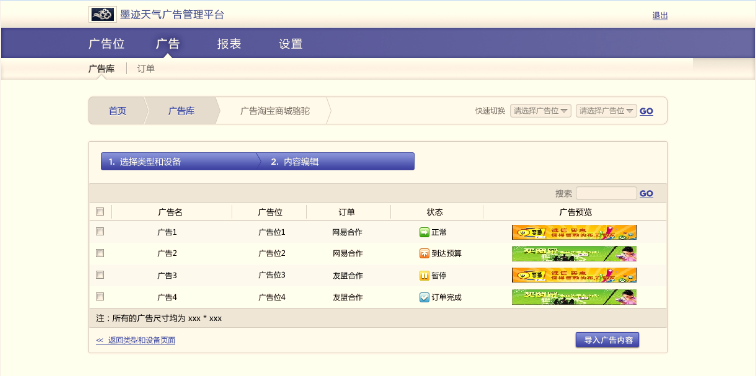 墨迹天气广告管理平台 退出
广告位 广告 报表 设置
广告库 订单
首页 广告库 广告淘宝商城骆驼 快速切换 请选择广告位 请选择广告位 GO
1. 选择类型和设备 2. 内容编辑
搜索 GO
广告名 广告位 订单 状态 广告预览
广告1 广告位1 网易合作 正常
广告2 广告位2 网易合作 到达预算
广告3 广告位3 友盟合作 暂停
广告4 广告位4 友盟合作 订单完成
注：所有的广告尺寸均为 xxx * xxx
<< 返回类型和设备页面 导入广告内容